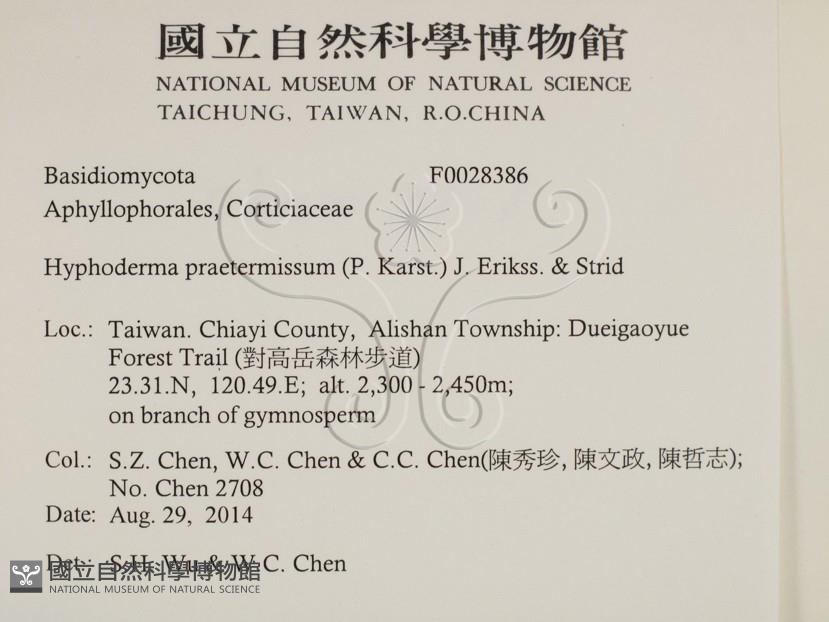 國立自然科學博物館
NATIONAL MUSEUM OF NATURAL SCIENCE
TAICHUNG, TAIWAN, R.O.CHINA
Basidiomycota F0028386
Aphyllophorales, Corticiaceae
Hyphoderma praetermissum (P. Karst.) J. Erikss. & Strid
Loc.: Taiwan. Chiayi County, Alishan Township: Dueigaoyue
Forest Trail (對高岳森林步道)
23.31.N, 120.49.E; alt. 2,300 - 2,450m;
on branch of gymnosperm
Col.: S.Z. Chen, W.C. Chen & C.C. Chen(陳秀珍, 陳文政, 陳哲志);
No. Chen 2708
Date: Aug. 29, 2014
Det.: S.H. Wu & W.C. Chen
國立自然科學博物館
NATIONAL MUSEUM OF NATURAL SCIENCE